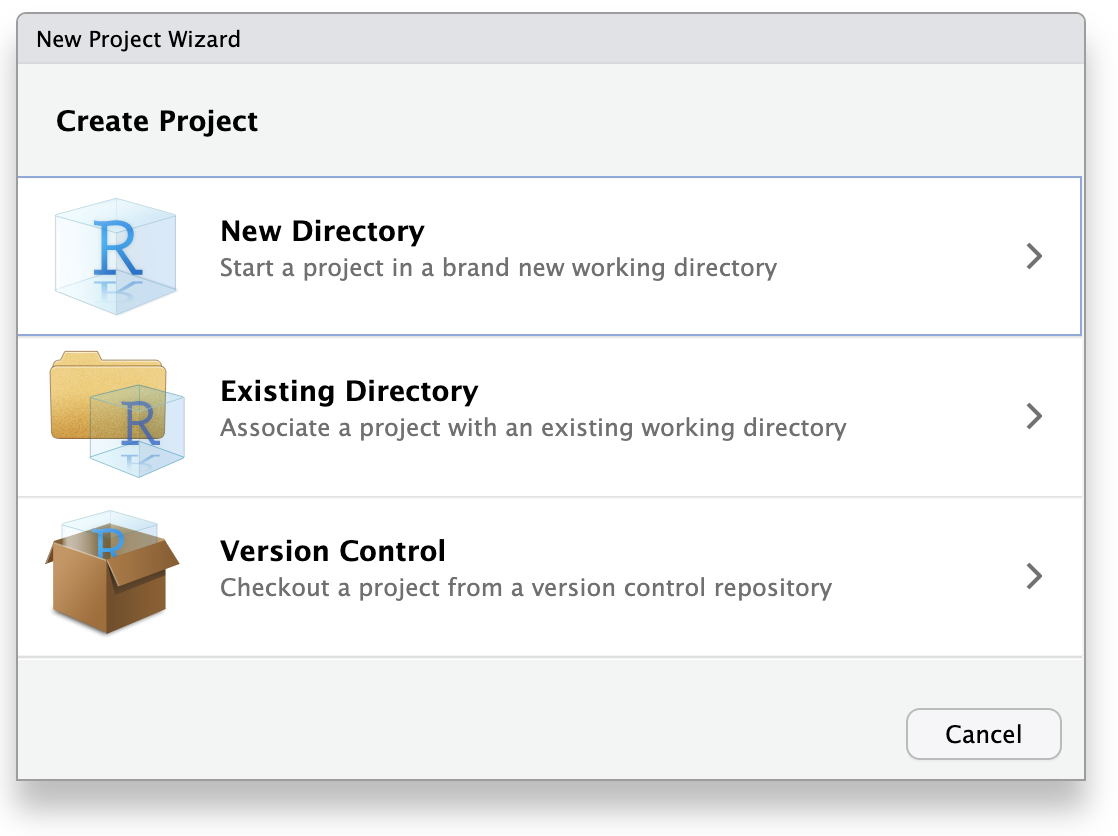 New Project Wizard
Create Project
R
New Directory
Start a project in a brand new working directory
R
Existing Directory
Associate a project with an existing working directory
R
Version Control
Checkout a project from a version control repository
Cancel